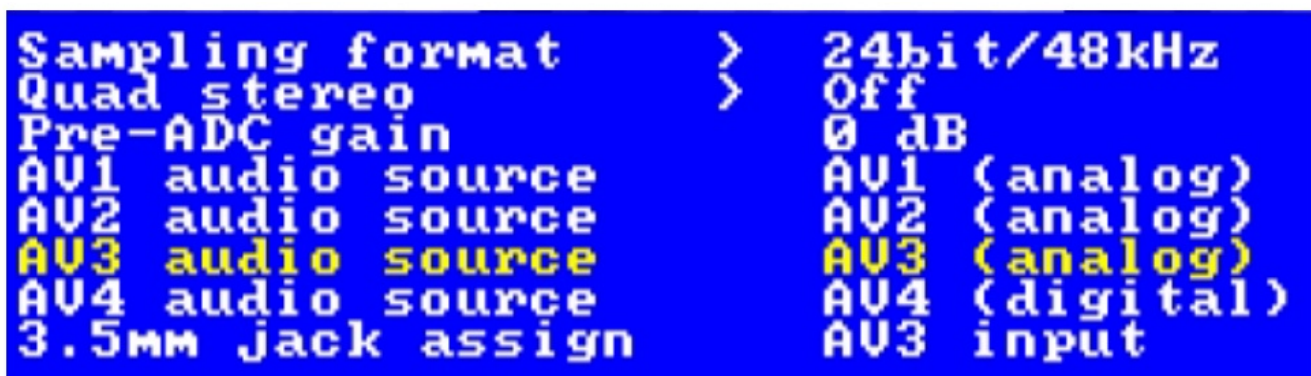 Sampling format > 24bit/48kHz
Quad stereo > Off
Pre-ADC gain 0 dB
AV1 audio source AV1 (analog)
AV2 audio source AV2 (analog)
AV3 audio source AV3 (analog)
AV4 audio source AV4 (digital)
3.5mm jack assign AV3 input